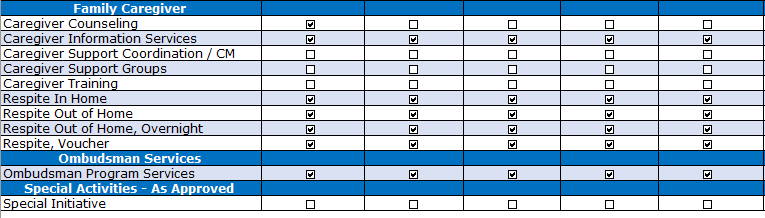 Family Caregiver
Caregiver Counseling
Caregiver Information Services
Caregiver Support Coordination / CM
Caregiver Support Groups
Caregiver Training
Respite In Home
Respite Out of Home
Respite Out of Home, Overnight
Respite, Voucher
Ombudsman Services
Ombudsman Program Services
Special Activities - As Approved
Special Initiative